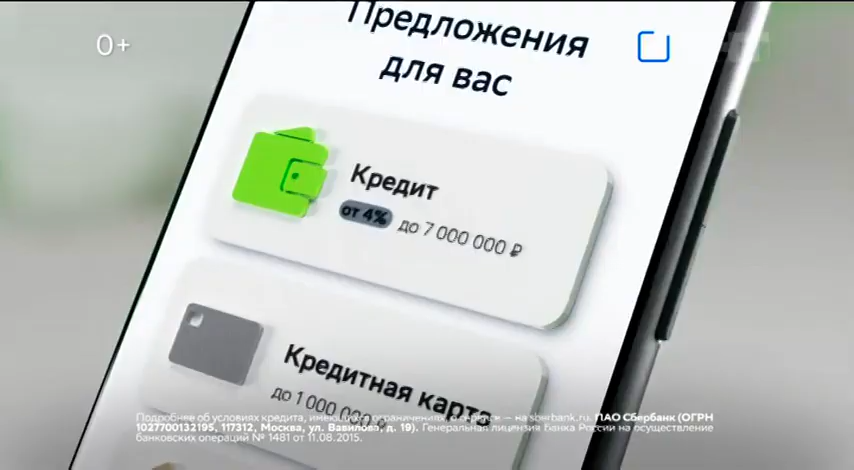 0+
Предложения
для вас
Кредит
от 4% до 7 000 000 ₽
Кредитная карта
до 1 000 000 ₽
Подробнее об условиях кредита, имеющихся ограничениях, о сервисе — на sberbank.ru. ПАО Сбербанк (ОГРН
1027700132195, 117312, Москва, ул. Вавилова, д. 19). Генеральная лицензия Банка России на осуществление
банковских операций № 1481 от 11.08.2015.